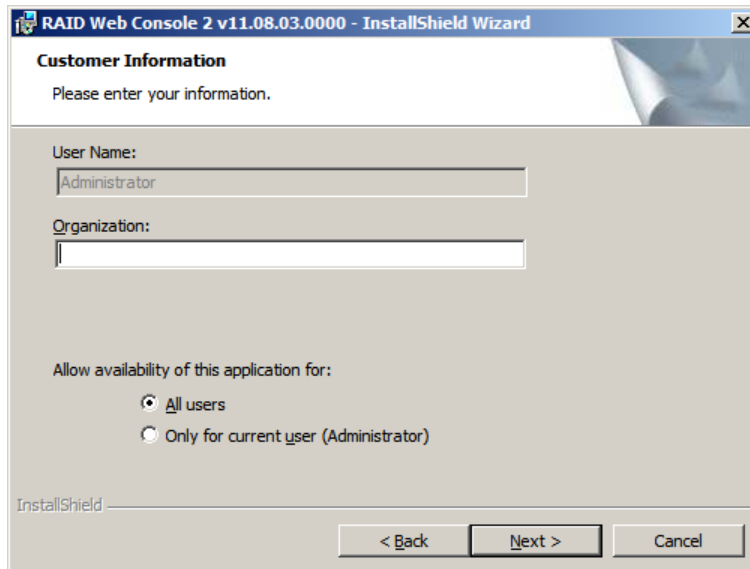 RAID Web Console 2 v11.08.03.0000 - InstallShield Wizard
Customer Information
Please enter your information.
User Name:
Administrator
Organization:
Allow availability of this application for:
All users
Only for current user (Administrator)
InstallShield
< Back Next > Cancel